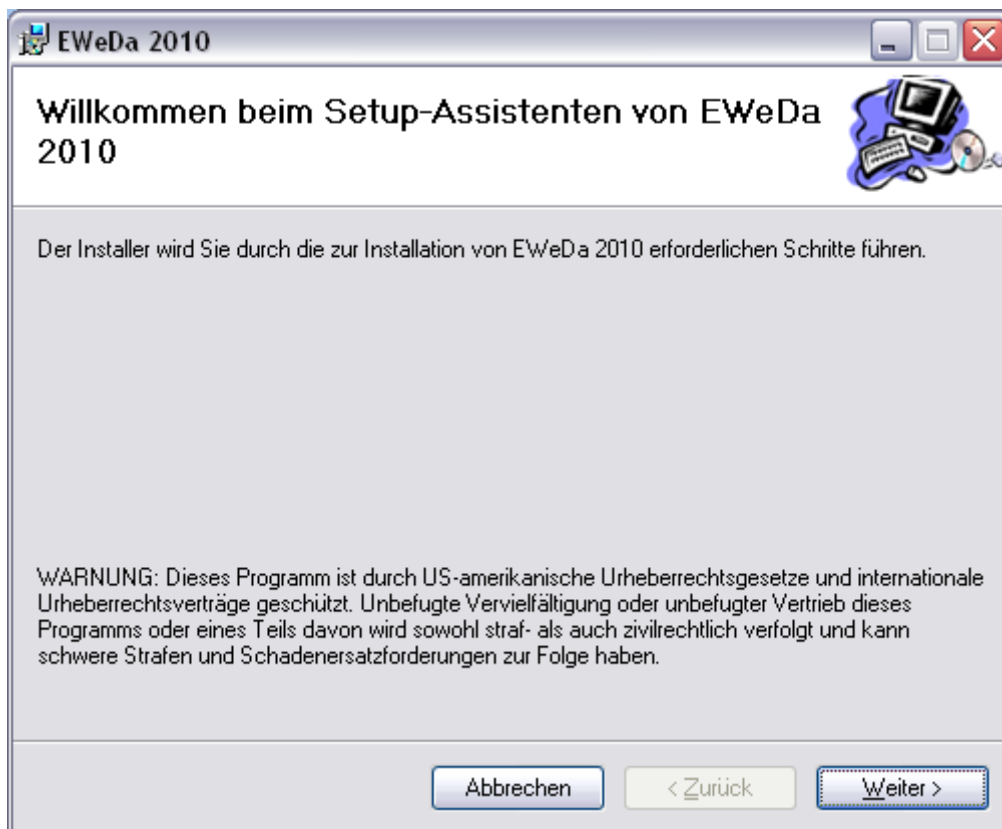 EWeDa 2010
Willkommen beim Setup-Assistenten von EWeDa
2010
Der Installer wird Sie durch die zur Installation von EWeDa 2010 erforderlichen Schritte führen.
WARNUNG: Dieses Programm ist durch US-amerikanische Urheberrechtsgesetze und internationale
Urheberrechtsverträge geschützt. Unbefugte Vervielfältigung oder unbefugter Vertrieb dieses
Programms oder eines Teils davon wird sowohl straf- als auch zivilrechtlich verfolgt und kann
schwere Strafen und Schadenersatzforderungen zur Folge haben.
Abbrechen < Zurück Weiter >